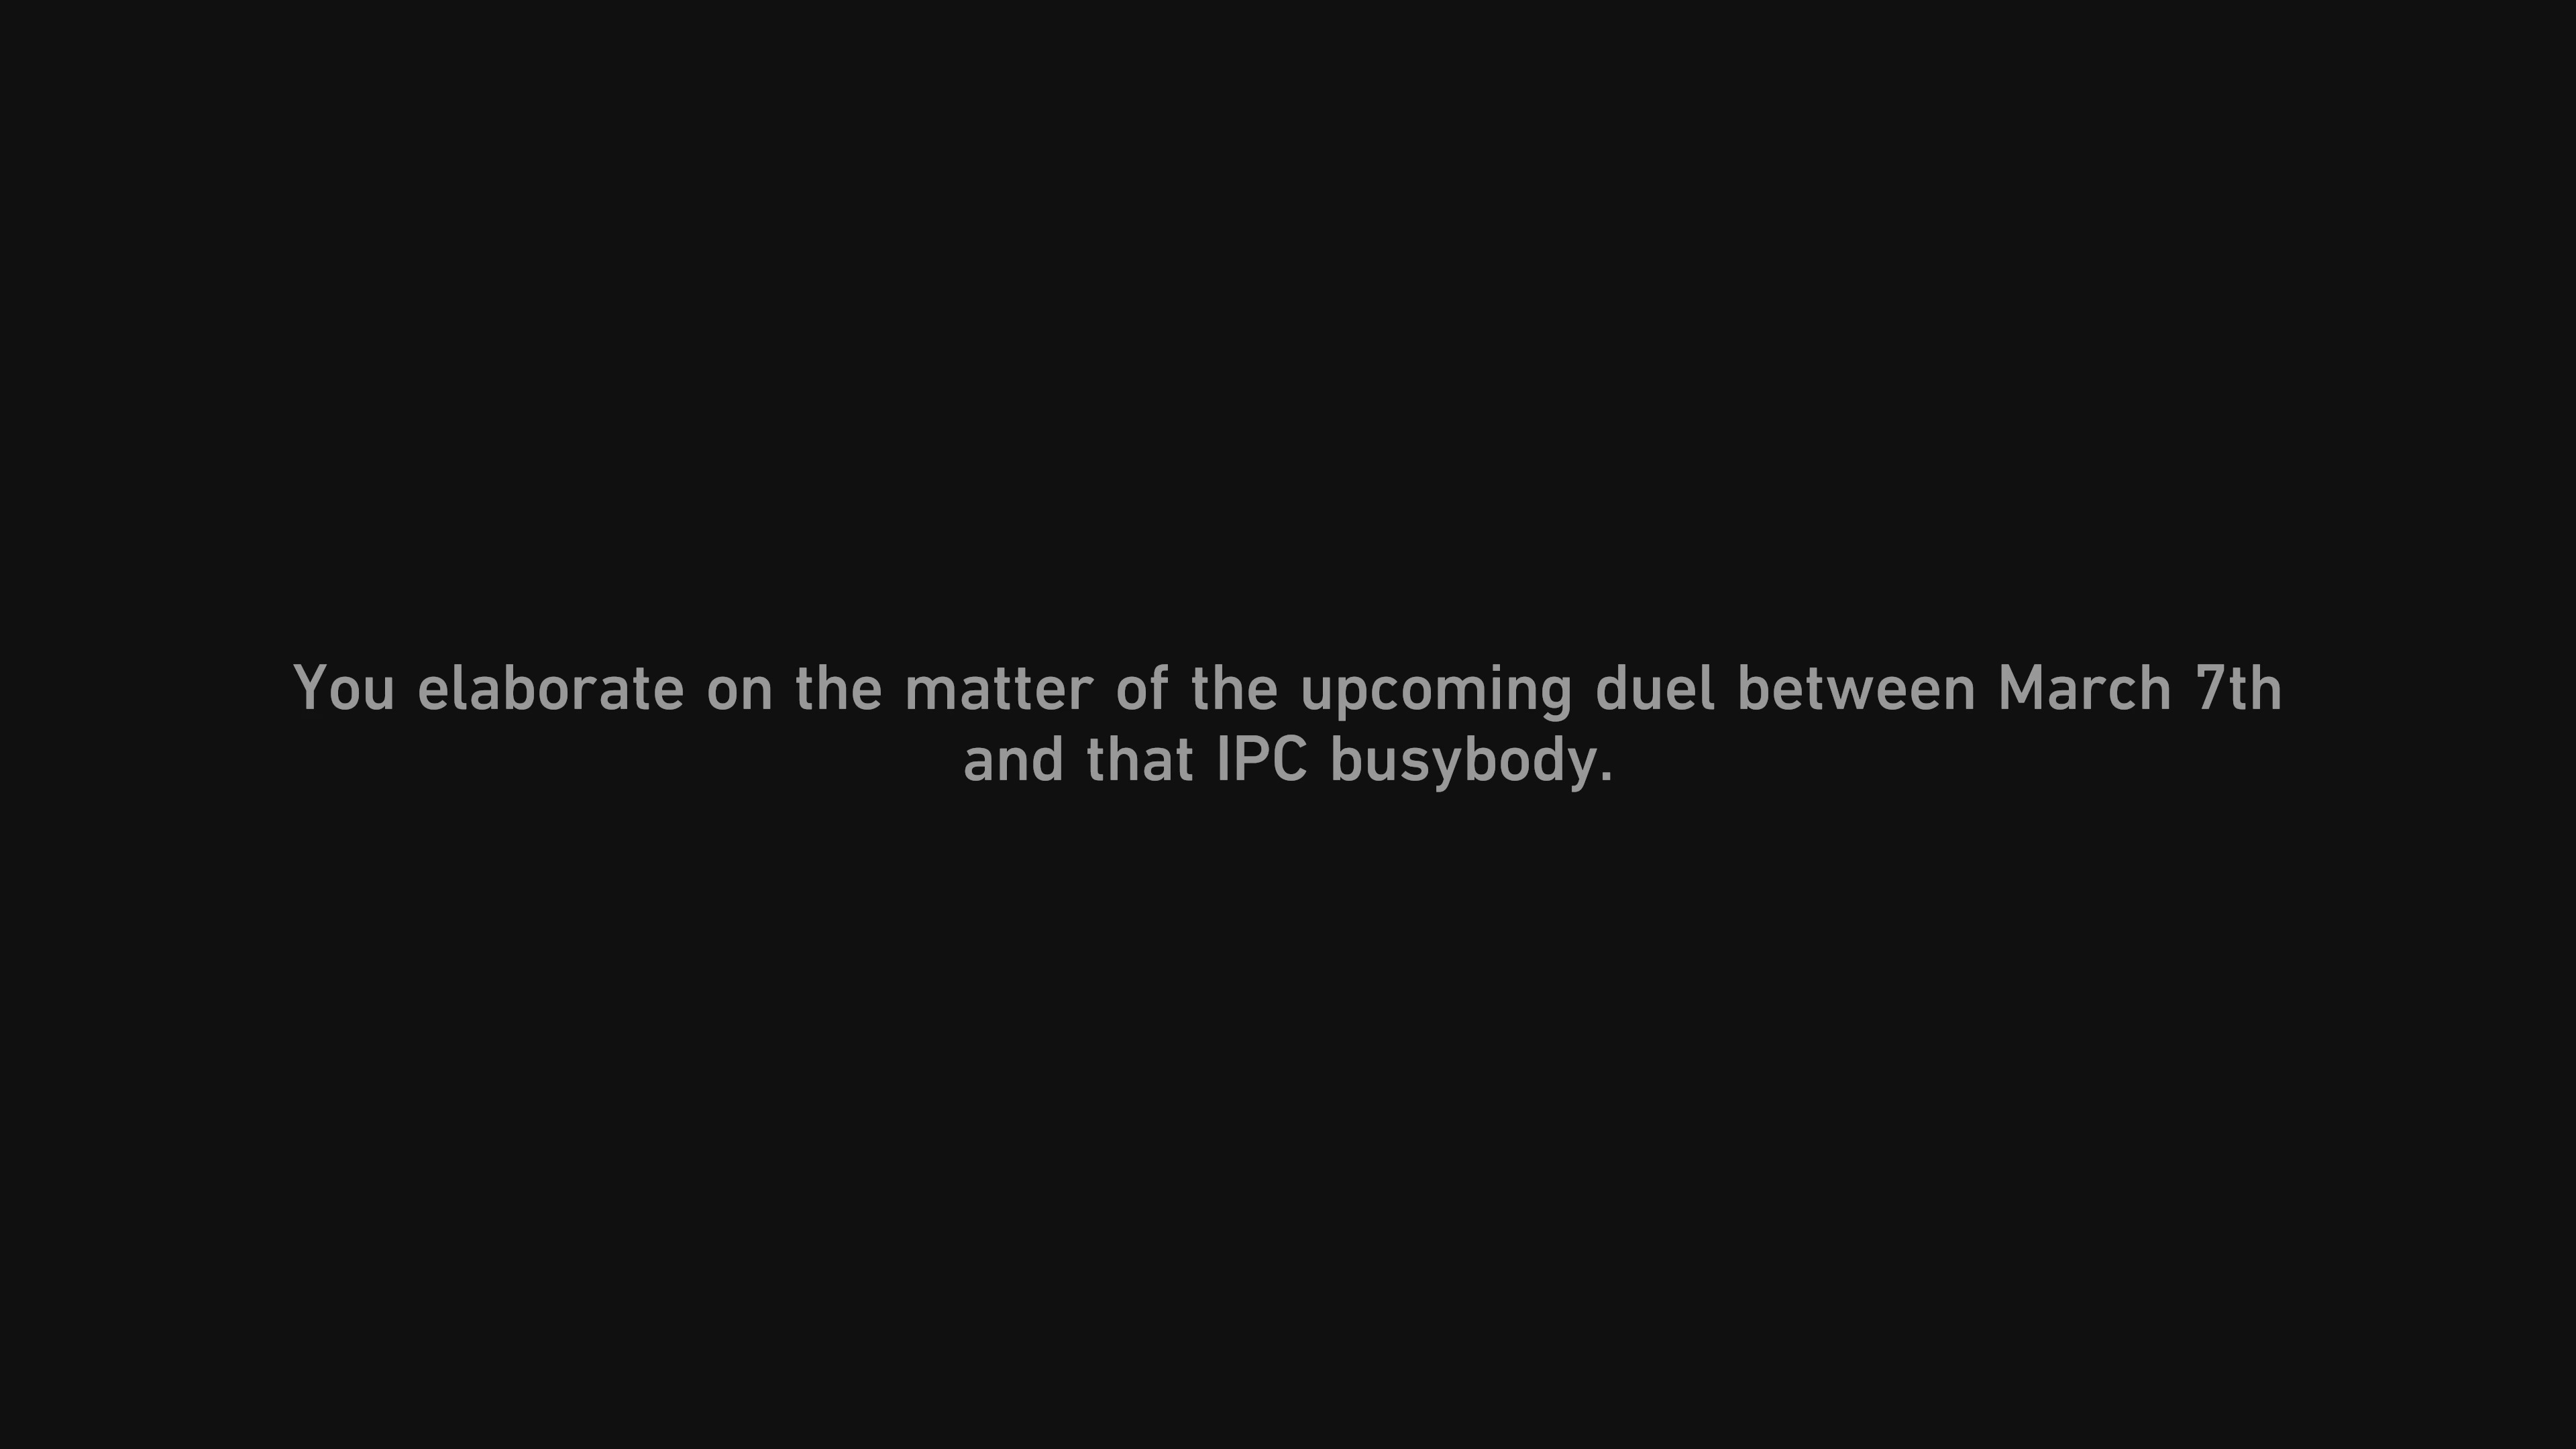 You elaborate on the matter of the upcoming duel between March 7th
and that IPC busybody.